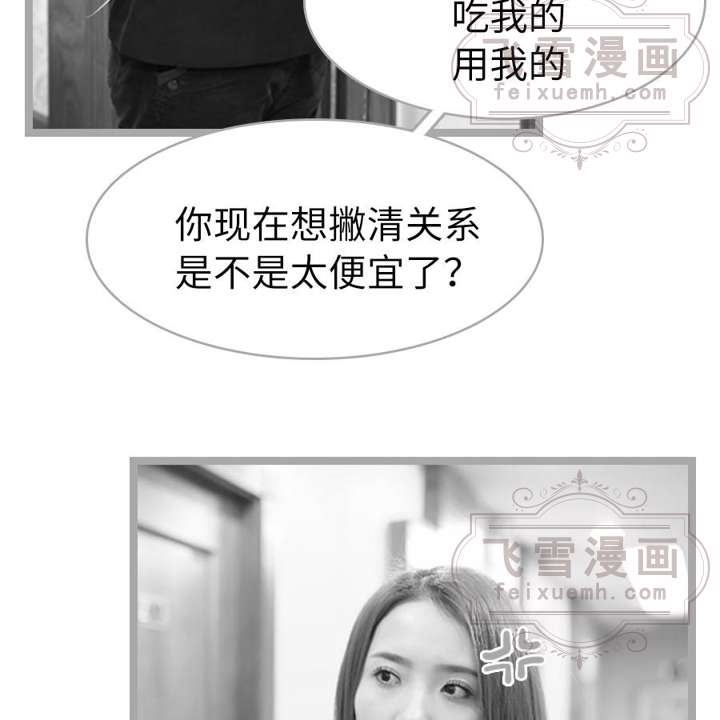 吃我的
用我的
飞雪漫画
feixuemh.com
你现在想撇清关系
是不是太便宜了？
飞雪漫画
feixuemh.com